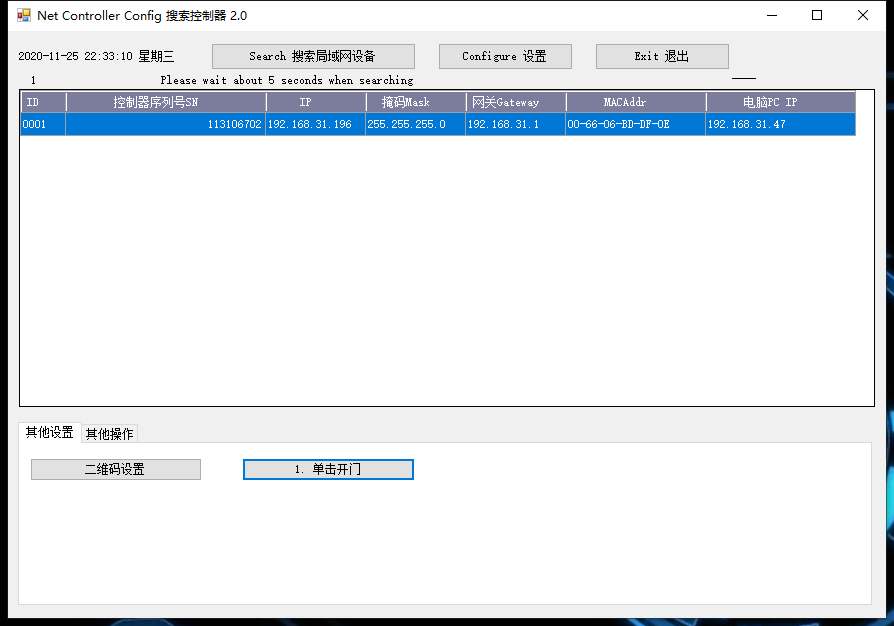 Net Controller Config 搜索控制器 2.0
2020-11-25 22:33:10 星期三 Search 搜索局域网设备 Configure 设置 Exit 退出
1 Please wait about 5 seconds when searching
ID 控制器序列号SN IP 掩码Mask 网关Gateway MACAddr 电脑PC IP
0001 113106702 192.168.31.196 255.255.255.0 192.168.31.1 00-66-06-BD-DF-0E 192.168.31.47
其他设置 其他操作
二维码设置 1. 单击开门